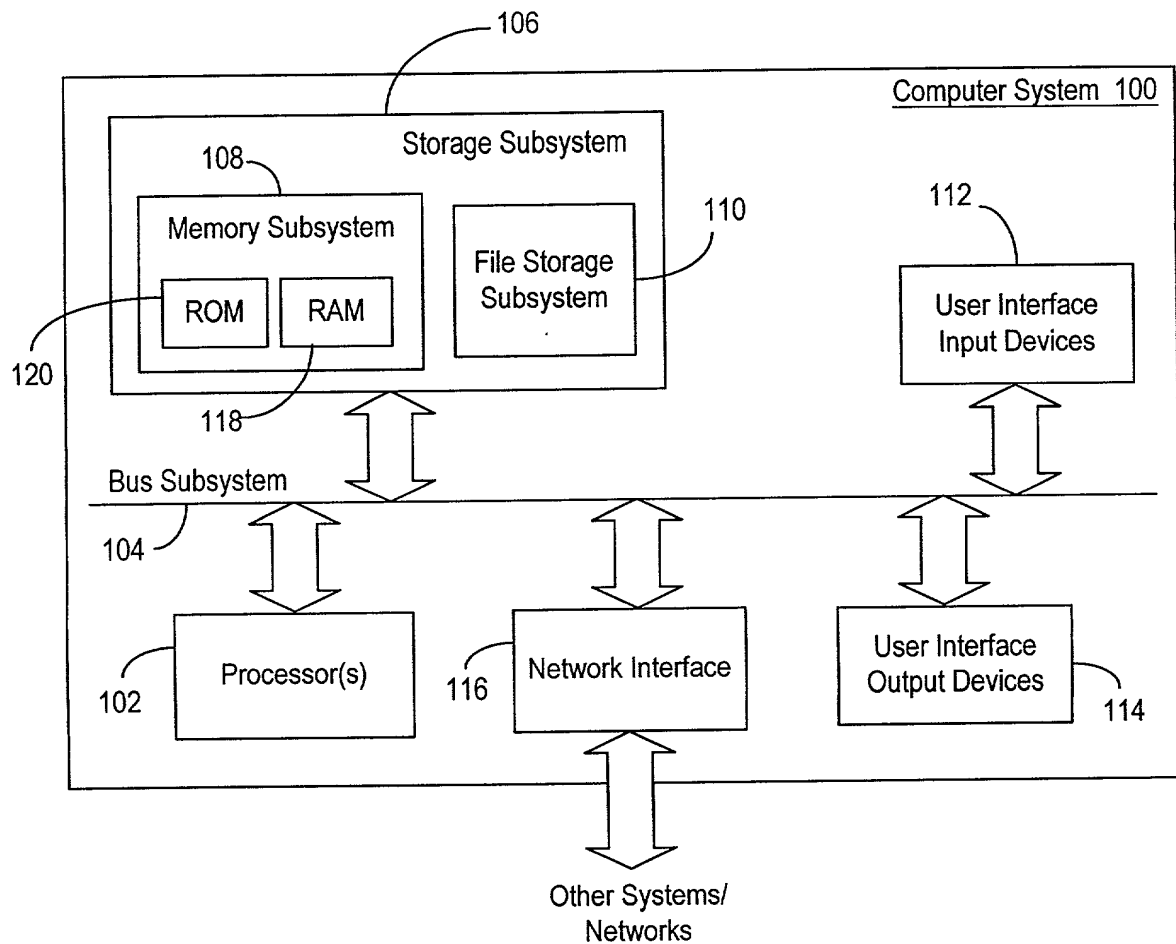 106
Computer System 100
Storage Subsystem
108
Memory Subsystem
110
112
File Storage
Subsystem
ROM
RAM
User Interface
Input Devices
120
118
Bus Subsystem
104
Processor(s)
102
Network Interface
116
User Interface
Output Devices
114
Other Systems/
Networks